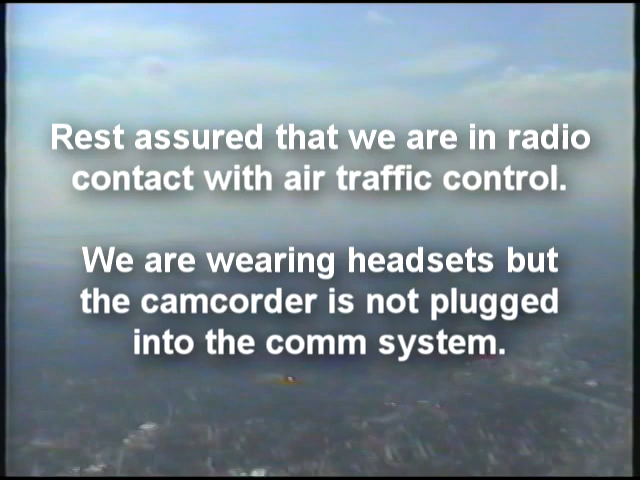 Rest assured that we are in radio
contact with air traffic control.
We are wearing headsets but
the camcorder is not plugged
into the comm system.